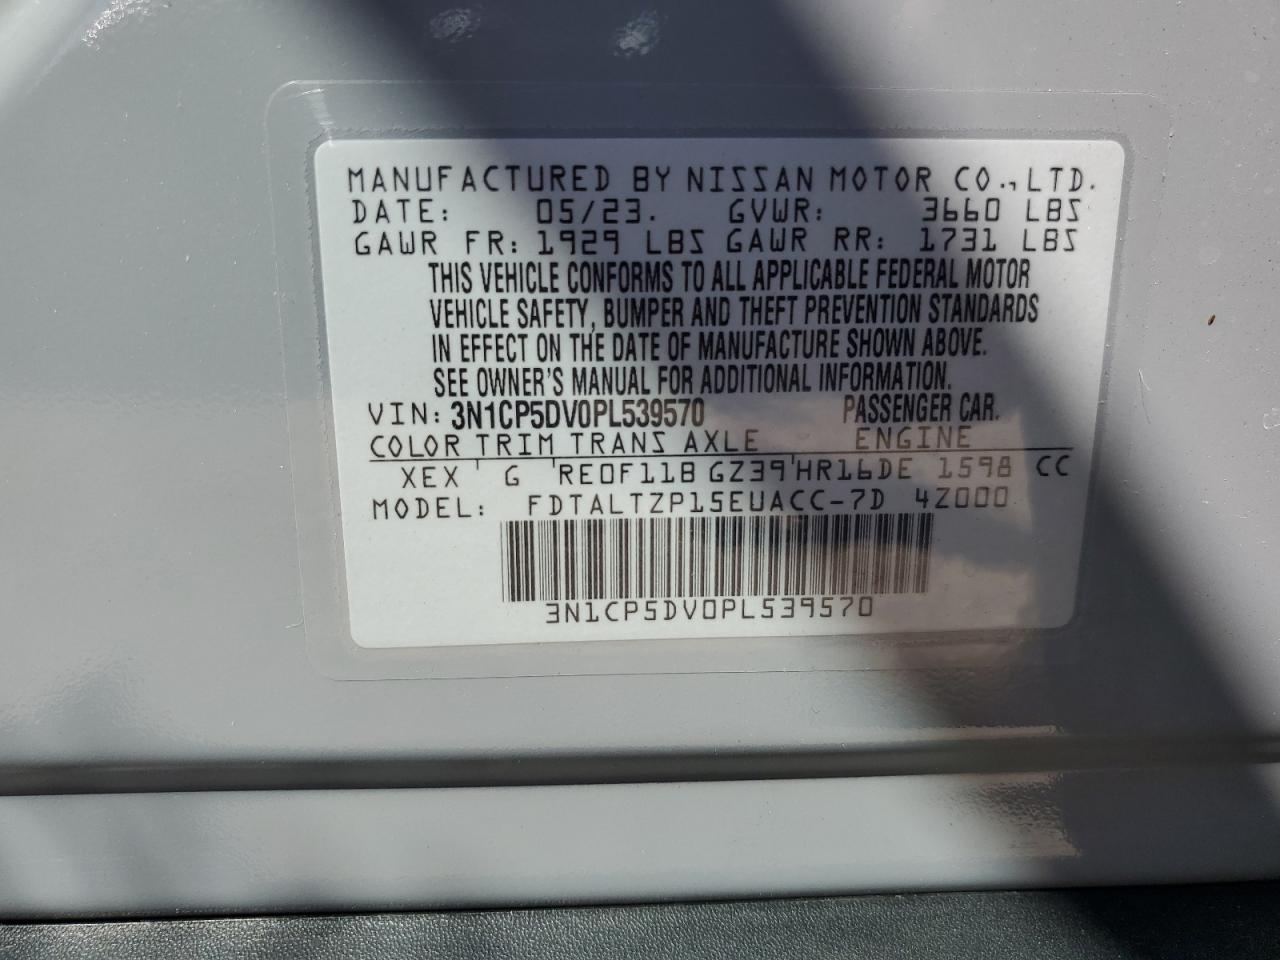 MANUFACTURED BY NISSAN MOTOR CO.,LTD.
DATE: 05/23. GVWR: 3660 LBS
GAWR FR: 1929 LBS GAWR RR: 1731 LBS
THIS VEHICLE CONFORMS TO ALL APPLICABLE FEDERAL MOTOR
VEHICLE SAFETY, BUMPER AND THEFT PREVENTION STANDARDS
IN EFFECT ON THE DATE OF MANUFACTURE SHOWN ABOVE.
SEE OWNER'S MANUAL FOR ADDITIONAL INFORMATION.
VIN: 3N1CP5DV0PL539570 PASSENGER CAR.
COLOR TRIM TRANS AXLE ENGINE
XEX ' G RE0F11B GZ39'HR16DE 1598 CC
MODEL: FDTALTZP15EUACC-7D 4Z000
3N1CP5DV0PL539570